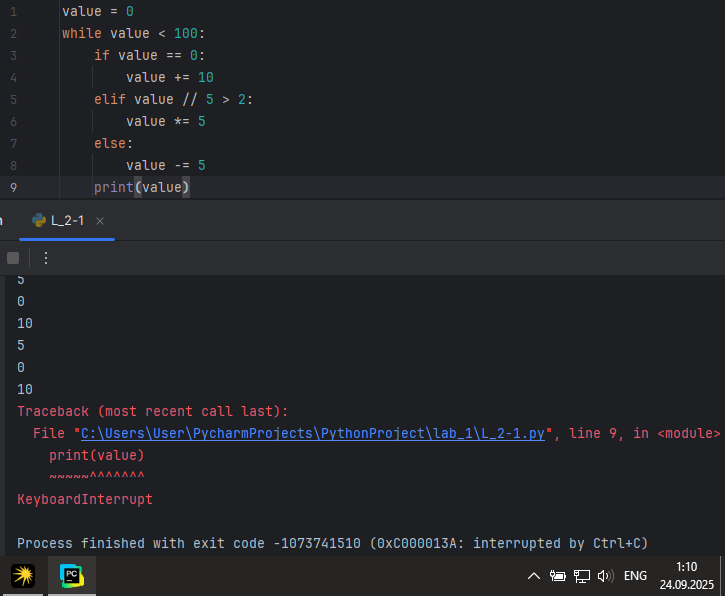 1 value = 0
2 while value < 100:
3 if value == 0:
4 value += 10
5 elif value // 5 > 2:
6 value *= 5
7 else:
8 value -= 5
9 print(value)
L_2-1 ×
5
0
10
5
0
10
Traceback (most recent call last):
File "C:\Users\User\PycharmProjects\PythonProject\lab_1\L_2-1.py", line 9, in <module>
print(value)
~~~~~^^^^^^^
KeyboardInterrupt
Process finished with exit code -1073741510 (0xC000013A: interrupted by Ctrl+C)
PC
ENG
1:10
24.09.2025